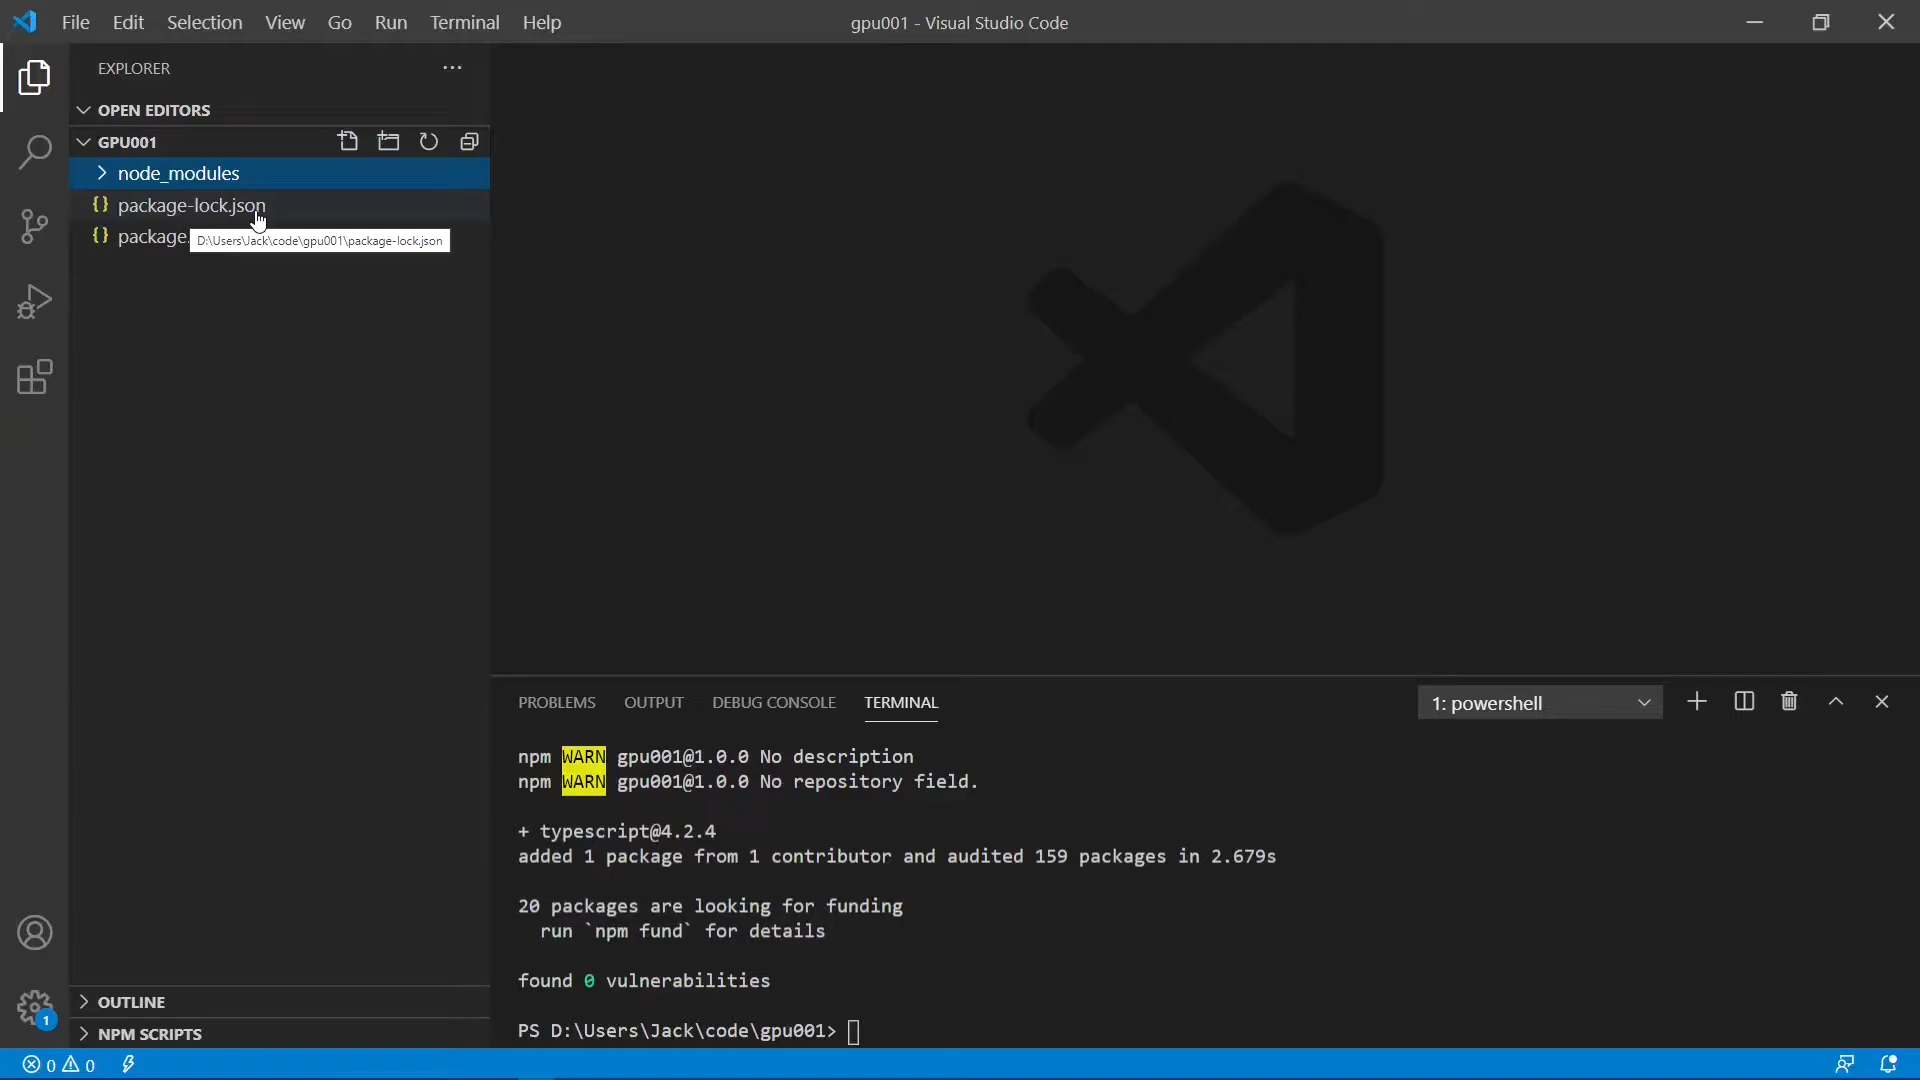 File Edit Selection View Go Run Terminal Help
gpu001 - Visual Studio Code
EXPLORER
OPEN EDITORS
GPU001
node_modules
package-lock.json
package.
D:\Users\Jack\code\gpu001\package-lock.json
PROBLEMS OUTPUT DEBUG CONSOLE TERMINAL
1: powershell
npm WARN gpu001@1.0.0 No description
npm WARN gpu001@1.0.0 No repository field.
+ typescript@4.2.4
added 1 package from 1 contributor and audited 159 packages in 2.679s
20 packages are looking for funding
run `npm fund` for details
found 0 vulnerabilities
PS D:\Users\Jack\code\gpu001>
OUTLINE
1
NPM SCRIPTS
0 0